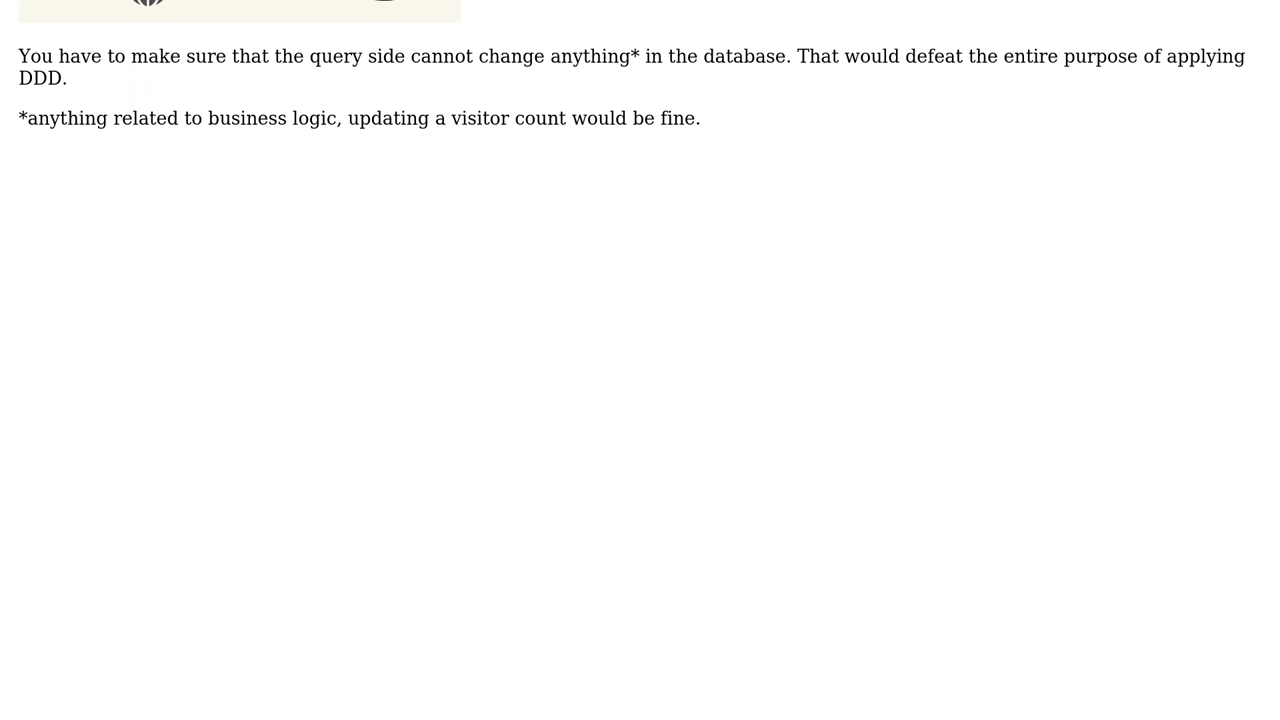 You have to make sure that the query side cannot change anything* in the database. That would defeat the entire purpose of applying
DDD.
*anything related to business logic, updating a visitor count would be fine.